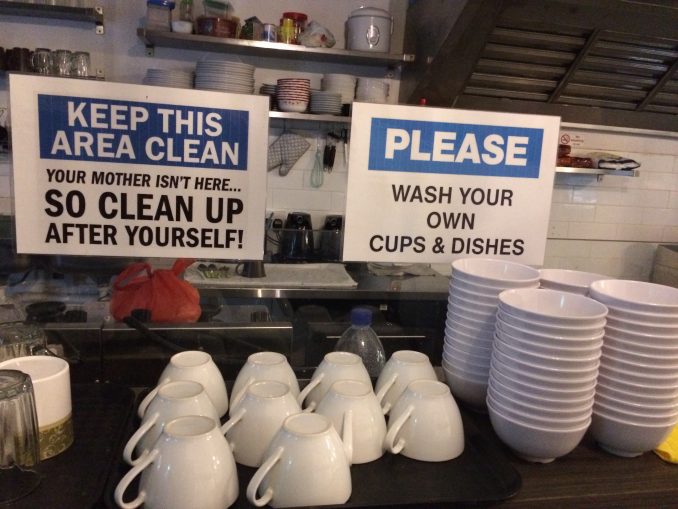 KEEP THIS
AREA CLEAN
YOUR MOTHER ISN'T HERE...
SO CLEAN UP
AFTER YOURSELF!
PLEASE
WASH YOUR
OWN
CUPS & DISHES